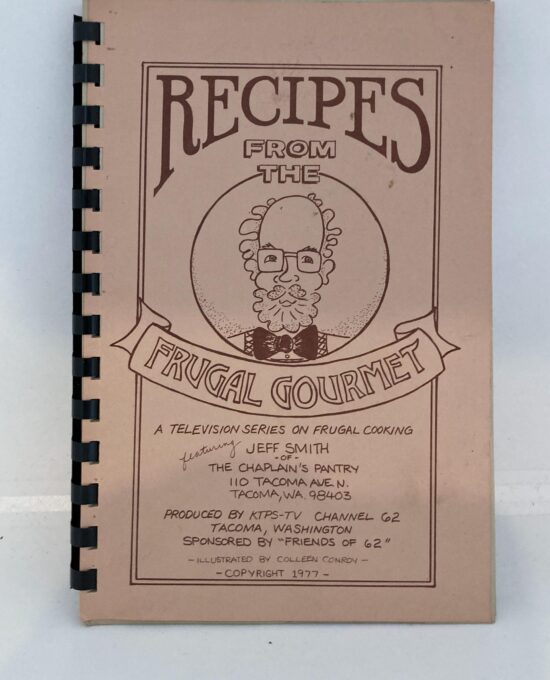 RECIPES
FROM
THE
FRUGAL GOURMET
A TELEVISION SERIES ON FRUGAL COOKING
featuring JEFF SMITH
-OF-
THE CHAPLAIN'S PANTRY
110 TACOMA AVE. N.
TACOMA, WA. 98403
PRODUCED BY KTPS-TV CHANNEL 62
TACOMA, WASHINGTON
SPONSORED BY "FRIENDS OF 62"
-ILLUSTRATED BY COLLEEN CONROY-
-COPYRIGHT 1977-